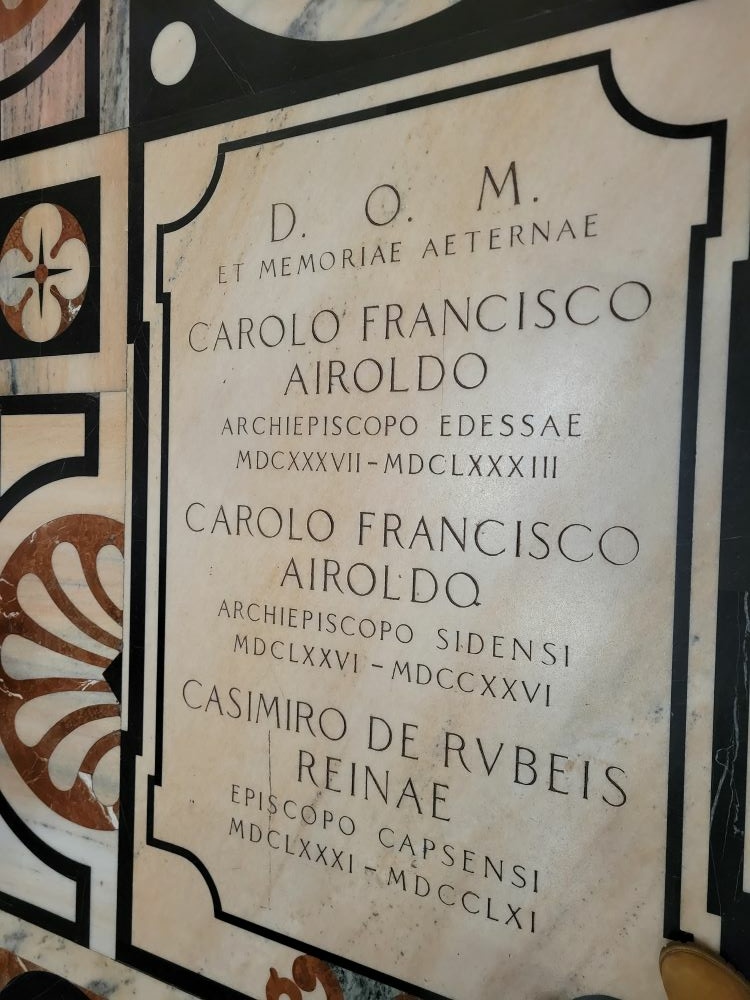 D. O. M.
ET MEMORIAE AETERNAE
CAROLO FRANCISCO
AIROLDO
ARCHIEPISCOPO EDESSAE
MDCXXXVII - MDCLXXXIII
CAROLO FRANCISCO
AIROLDO
ARCHIEPISCOPO SIDENSI
MDCLXXVI - MDCCXXVI
CASIMIRO DE RVBEIS
REINAE
EPISCOPO CAPSENSI
MDCLXXXI - MDCCLXI